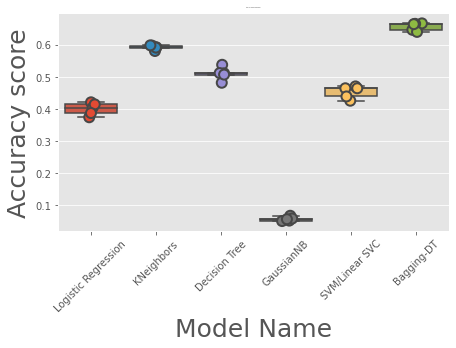 0.6
0.5
0.4
0.3
0.2
0.1
Accuracy score
Logistic Regression
KNeighbors
Decision Tree
GaussianNB
SVM/Linear SVC
Bagging-DT
Model Name